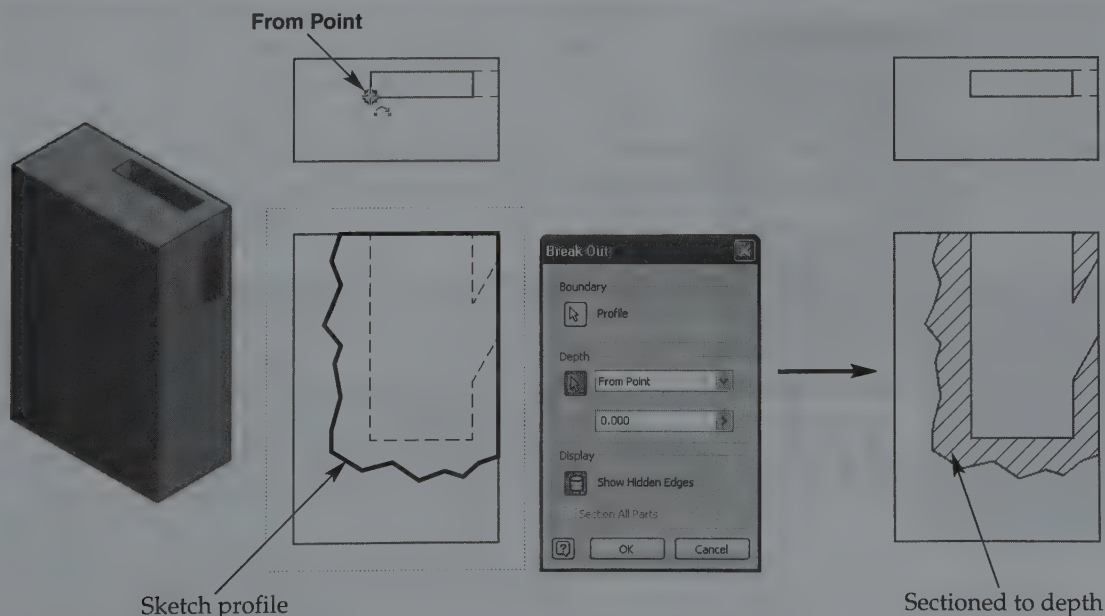 From Point
Break Out
Boundary
Profile
Depth
From Point
0.000
Display
Show Hidden Edges
Section All Parts
?
OK
Cancel
Sketch profile
Sectioned to depth